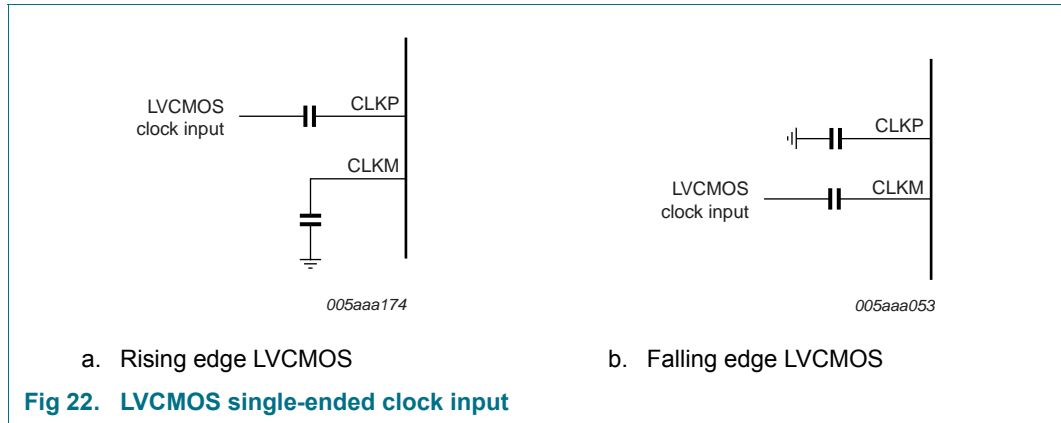 LVCMOS
clock input
CLKP
CLKM
005aaa174
a. Rising edge LVCMOS
CLKP
LVCMOS
clock input
CLKM
005aaa053
b. Falling edge LVCMOS
Fig 22. LVCMOS single-ended clock input